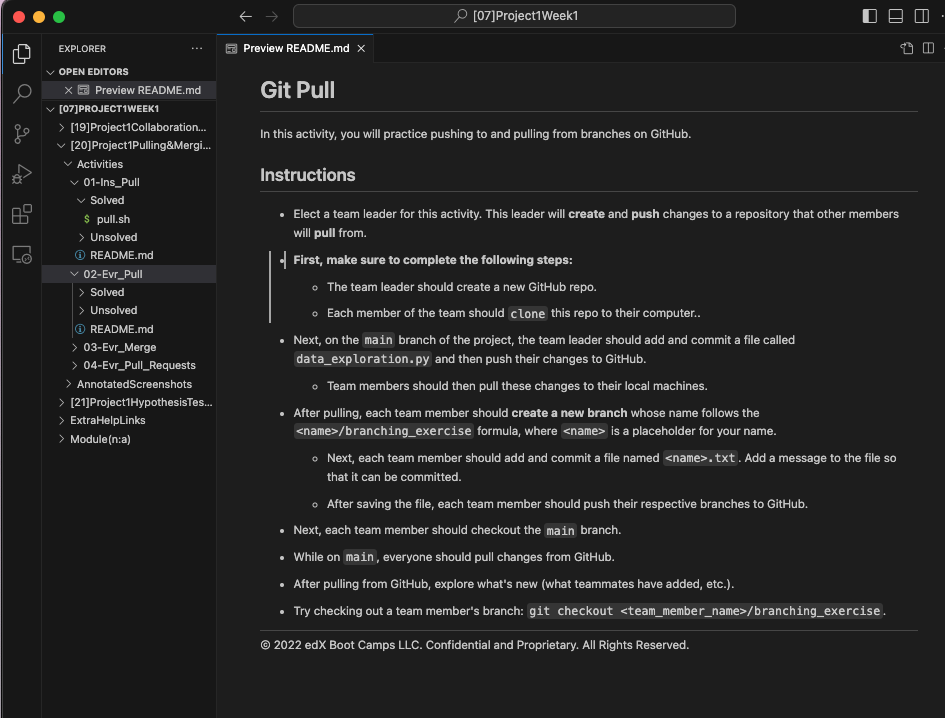 [07]Project1Week1
EXPLORER
Preview README.md
OPEN EDITORS
Preview README.md
[07]PROJECT1WEEK1
[19]Project1Collaboration...
[20]Project1Pulling&Mergi...
Activities
01-Ins_Pull
Solved
$ pull.sh
Unsolved
README.md
02-Evr_Pull
Solved
Unsolved
README.md
03-Evr_Merge
04-Evr_Pull_Requests
AnnotatedScreenshots
[21]Project1HypothesisTes...
ExtraHelpLinks
Module(n:a)
Git Pull
In this activity, you will practice pushing to and pulling from branches on GitHub.
Instructions
• Elect a team leader for this activity. This leader will create and push changes to a repository that other members
will pull from.
• First, make sure to complete the following steps:
○ The team leader should create a new GitHub repo.
○ Each member of the team should clone this repo to their computer..
• Next, on the main branch of the project, the team leader should add and commit a file called
data_exploration.py and then push their changes to GitHub.
○ Team members should then pull these changes to their local machines.
• After pulling, each team member should create a new branch whose name follows the
<name>/branching_exercise formula, where <name> is a placeholder for your name.
○ Next, each team member should add and commit a file named <name>.txt. Add a message to the file so
that it can be committed.
○ After saving the file, each team member should push their respective branches to GitHub.
• Next, each team member should checkout the main branch.
• While on main, everyone should pull changes from GitHub.
• After pulling from GitHub, explore what's new (what teammates have added, etc.).
• Try checking out a team member's branch: git checkout <team_member_name>/branching_exercise.
© 2022 edX Boot Camps LLC. Confidential and Proprietary. All Rights Reserved.